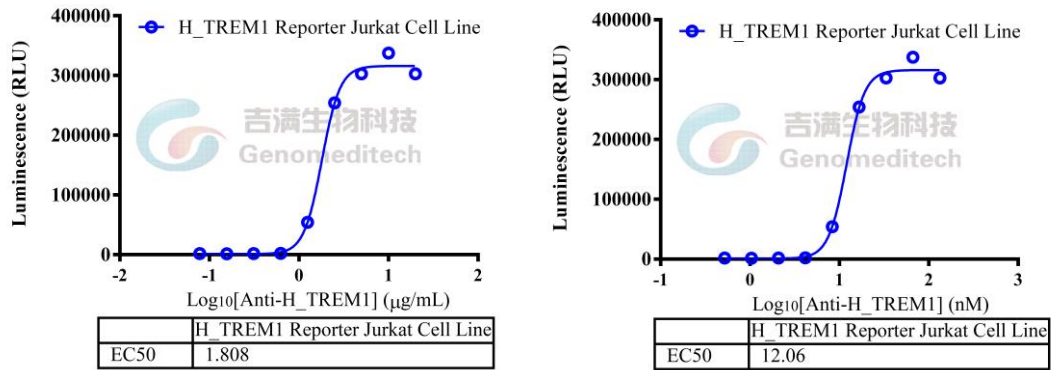 H_TREM1 Reporter Jurkat Cell Line
Luminescence (RLU)
400000
300000
200000
100000
0
-2
-1
0
1
2
吉满生物科技
Genomeditech
Log10[Anti-H_TREM1] (μg/mL)
H_TREM1 Reporter Jurkat Cell Line
EC50 1.808
H_TREM1 Reporter Jurkat Cell Line
Luminescence (RLU)
400000
300000
200000
100000
0
-1
0
1
2
3
吉满生物科技
Genomeditech
Log10[Anti-H_TREM1] (nM)
H_TREM1 Reporter Jurkat Cell Line
EC50 12.06